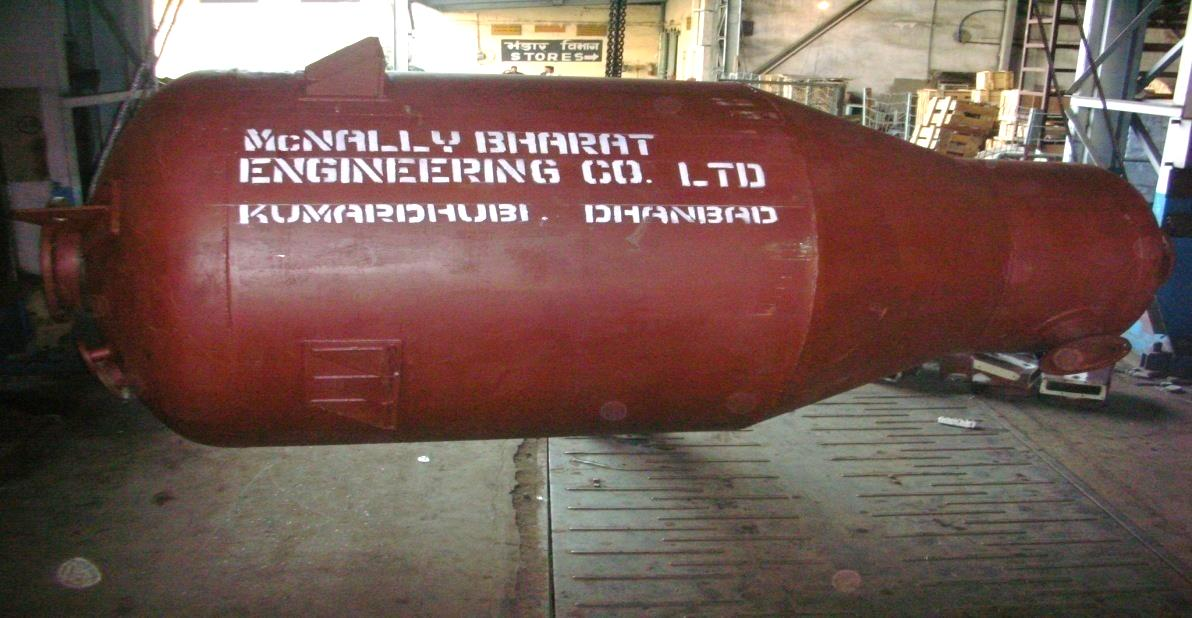 भंडार विभाग
STORES→
McNALLY BHARAT
ENGINEERING CO. LTD
KUMARDHUBI. DHANBAD